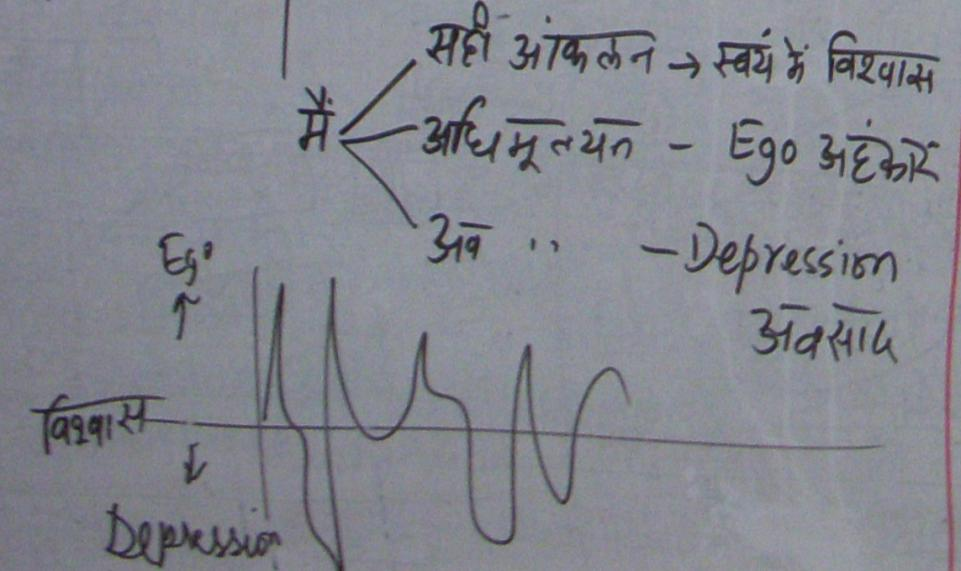 सही आंकलन → स्वयं में विश्वास
मैं
अधिमूल्यन - Ego अहंकार
अव " - Depression
अवसाद
Ego
↑
विश्वास
↓
Depression